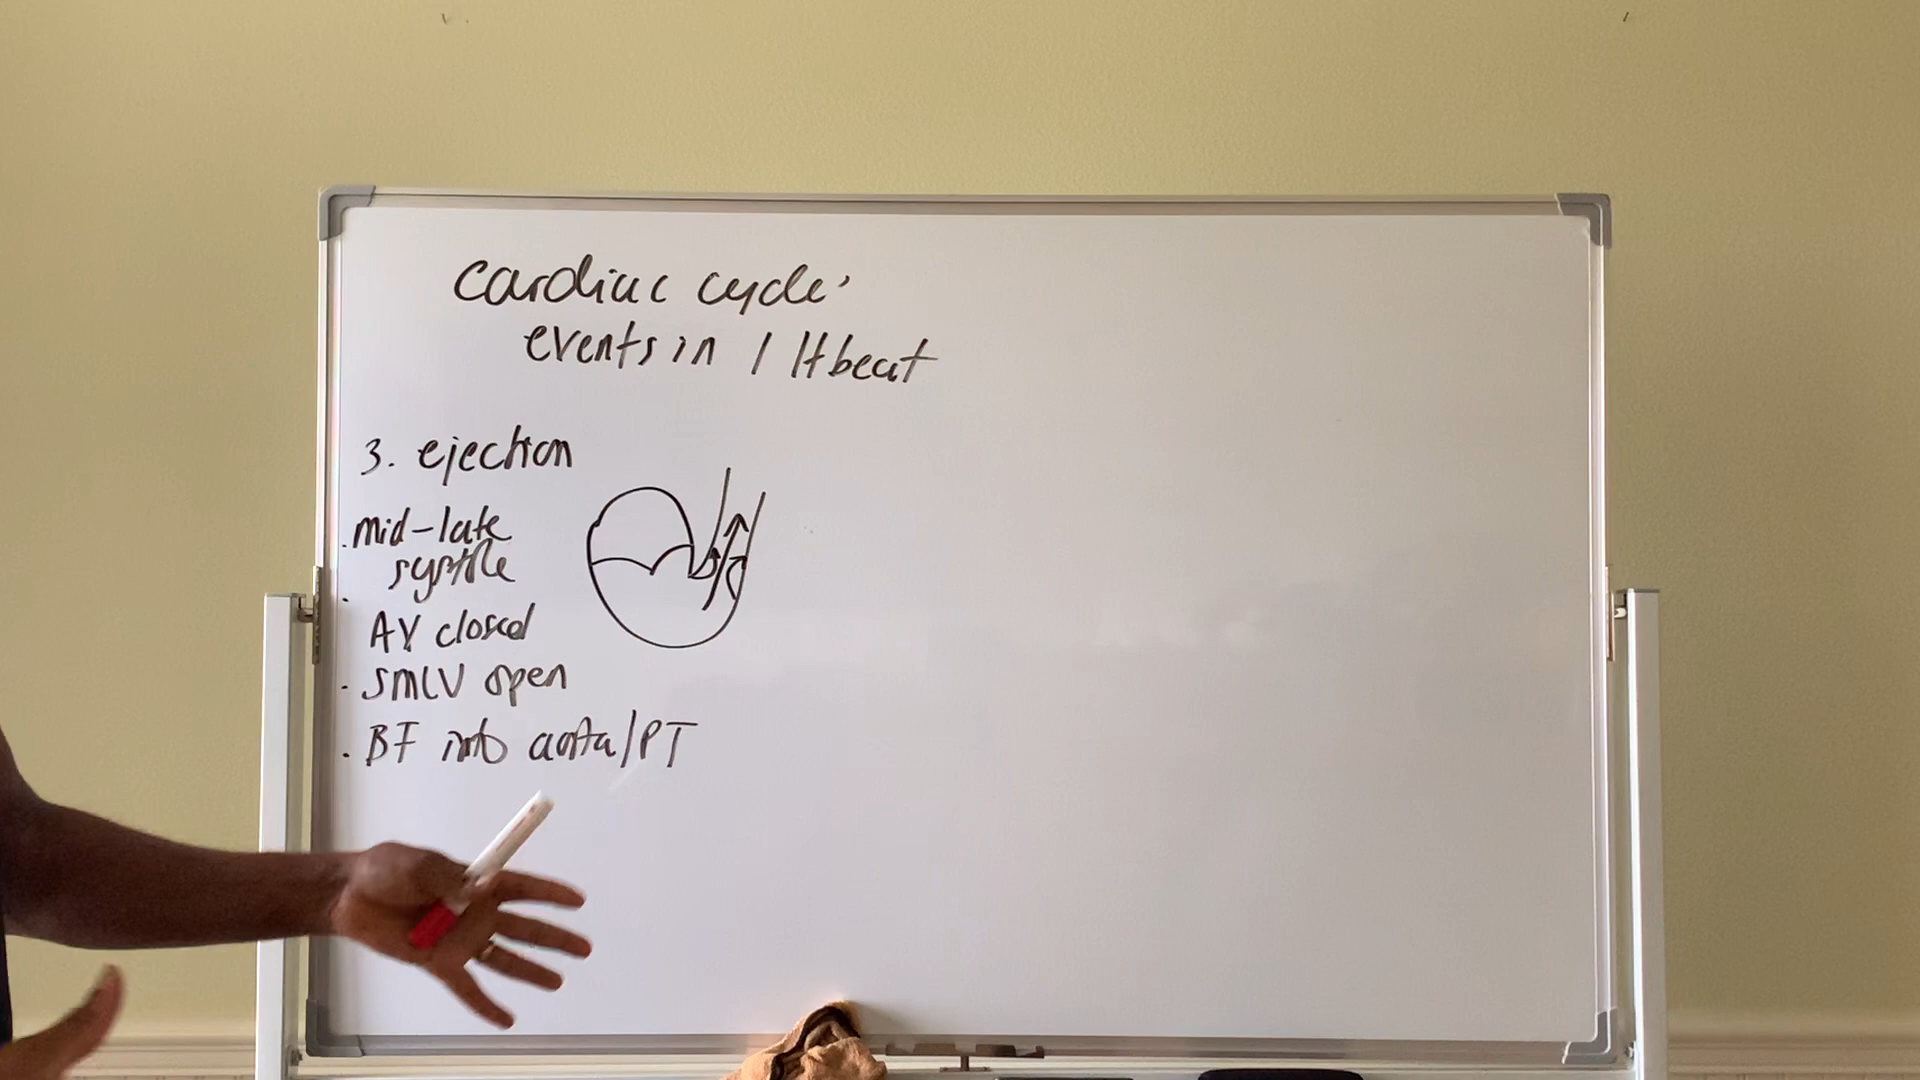 cardiac cycle:
events in 1 Htbeat
3. ejection
. mid-late
systole
. AV closed
. SMLV open
. BF into aorta/PT